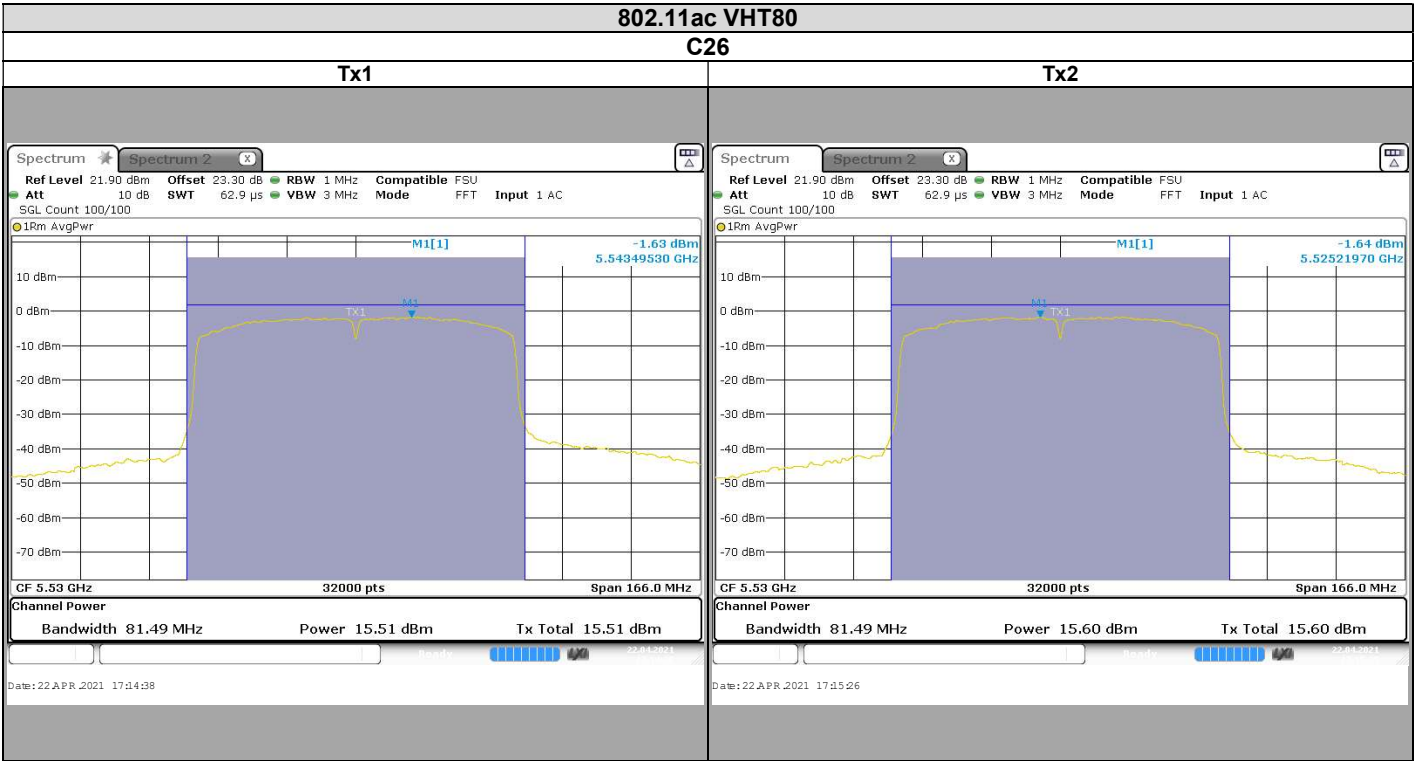 802.11ac VHT80
C26
Tx1
Tx2
Spectrum Spectrum 2 X
Ref Level 21.90 dBm Offset 23.30 dB RBW 1 MHz Compatible FSU
Att 10 dB SWT 62.9 µs VBW 3 MHz Mode FFT Input 1 AC
SGL Count 100/100
1Rm AvgPwr
M1[1] -1.63 dBm
5.54349530 GHz
10 dBm
M1
0 dBm TX1
-10 dBm
-20 dBm
-30 dBm
-40 dBm
-50 dBm
-60 dBm
-70 dBm
CF 5.53 GHz 32000 pts Span 166.0 MHz
Channel Power
Bandwidth 81.49 MHz Power 15.51 dBm Tx Total 15.51 dBm
Ready 22.04.2021
Date: 22.APR.2021 17:14:38
Spectrum Spectrum 2 X
Ref Level 21.90 dBm Offset 23.30 dB RBW 1 MHz Compatible FSU
Att 10 dB SWT 62.9 µs VBW 3 MHz Mode FFT Input 1 AC
SGL Count 100/100
1Rm AvgPwr
M1[1] -1.64 dBm
5.52521970 GHz
10 dBm
M1
0 dBm TX1
-10 dBm
-20 dBm
-30 dBm
-40 dBm
-50 dBm
-60 dBm
-70 dBm
CF 5.53 GHz 32000 pts Span 166.0 MHz
Channel Power
Bandwidth 81.49 MHz Power 15.60 dBm Tx Total 15.60 dBm
Ready 22.04.2021
Date: 22.APR.2021 17:15:26